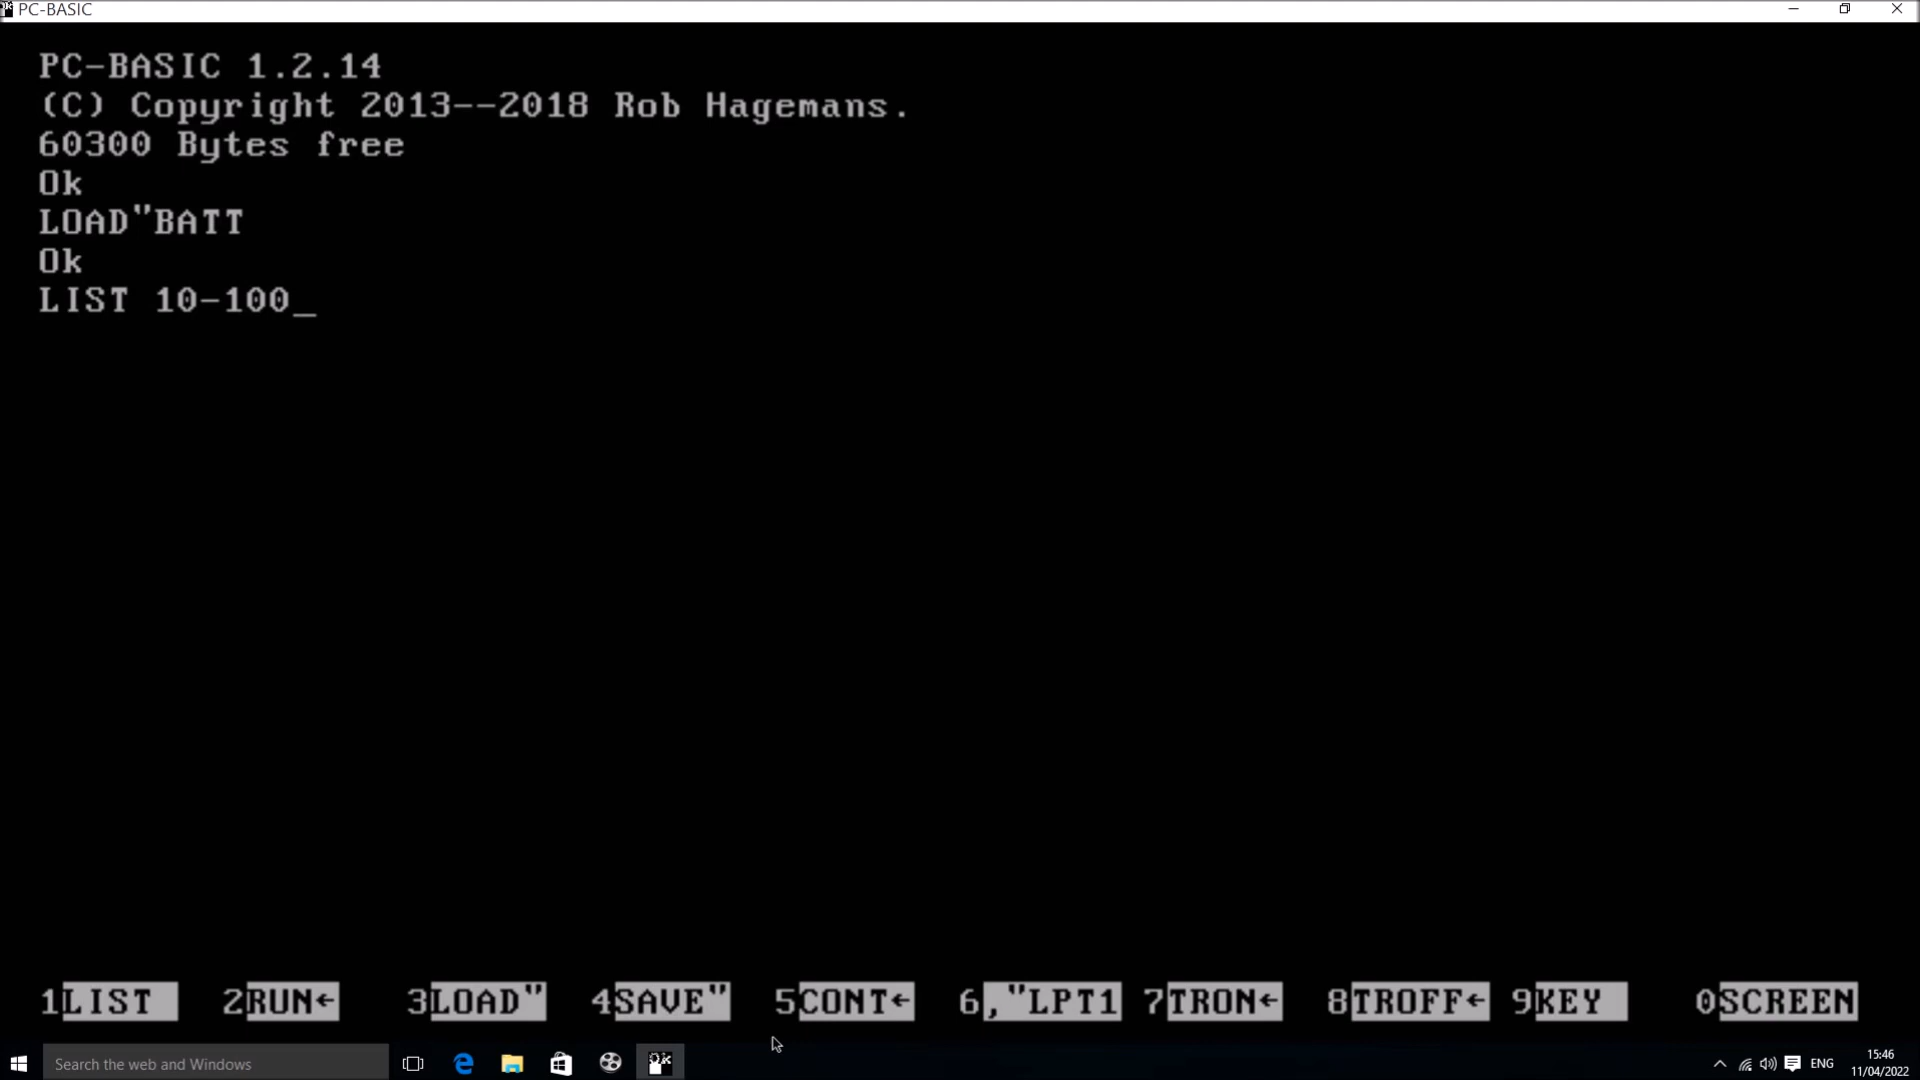 PC-BASIC
PC-BASIC 1.2.14
(C) Copyright 2013--2018 Rob Hagemans.
60300 Bytes free
Ok
LOAD"BATT
Ok
LIST 10-100_
1LIST 2RUN← 3LOAD" 4SAVE" 5CONT← 6,"LPT1 7TRON← 8TROFF← 9KEY 0SCREEN
Search the web and Windows
ENG
15:46
11/04/2022